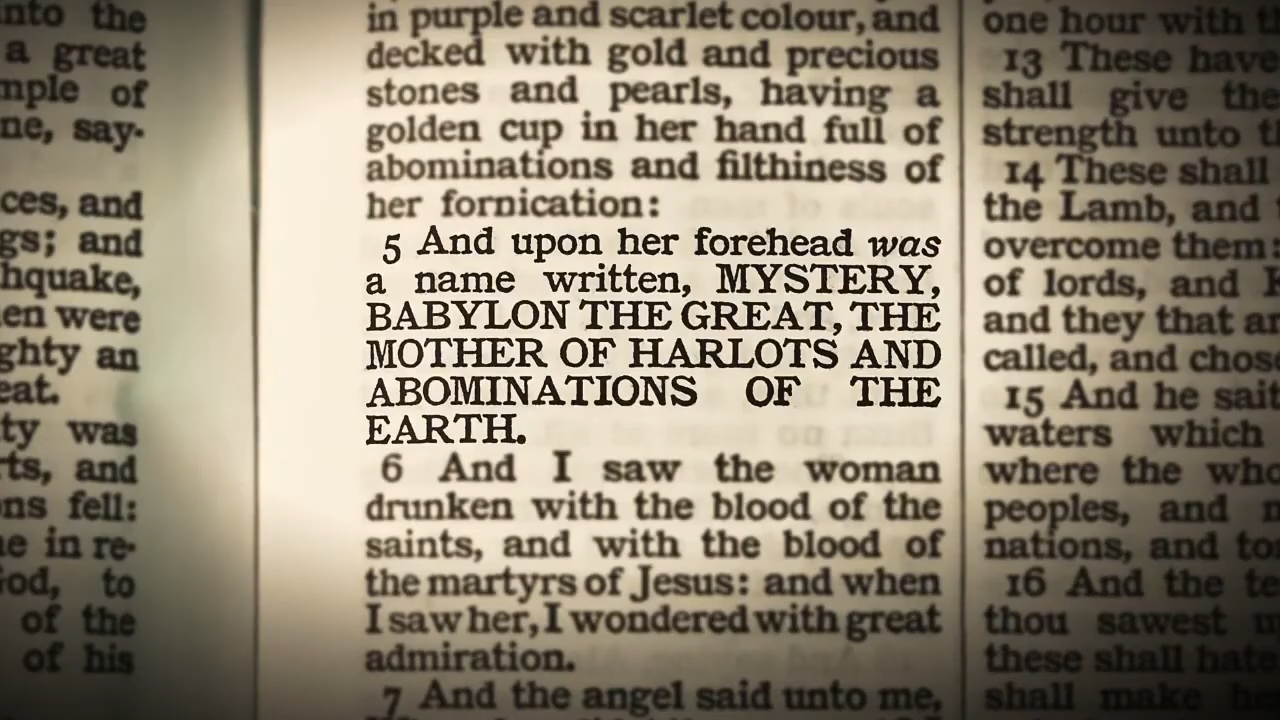 nto the
a great
mple of
ne, say-
ces, and
gs; and
hquake,
en were
ghty an
eat.
ty was
rts, and
ons fell:
e in re-
God, to
of the
of his
in purple and scarlet colour, and
decked with gold and precious
stones and pearls, having a
golden cup in her hand full of
abominations and filthiness of
her fornication:
5 And upon her forehead was
a name written, MYSTERY,
BABYLON THE GREAT, THE
MOTHER OF HARLOTS AND
ABOMINATIONS OF THE
EARTH.
6 And I saw the woman
drunken with the blood of the
saints, and with the blood of
the martyrs of Jesus: and when
I saw her, I wondered with great
admiration.
7 And the angel said unto me,
one hour with th
13 These have
shall give the
strength unto t
14 These shall
the Lamb, and
overcome them:
of lords, and K
and they that ar
called, and chose
15 And he sait
waters which
where the who
peoples, and
nations, and to
16 And the te
thou sawest
these shall hate
shall make he